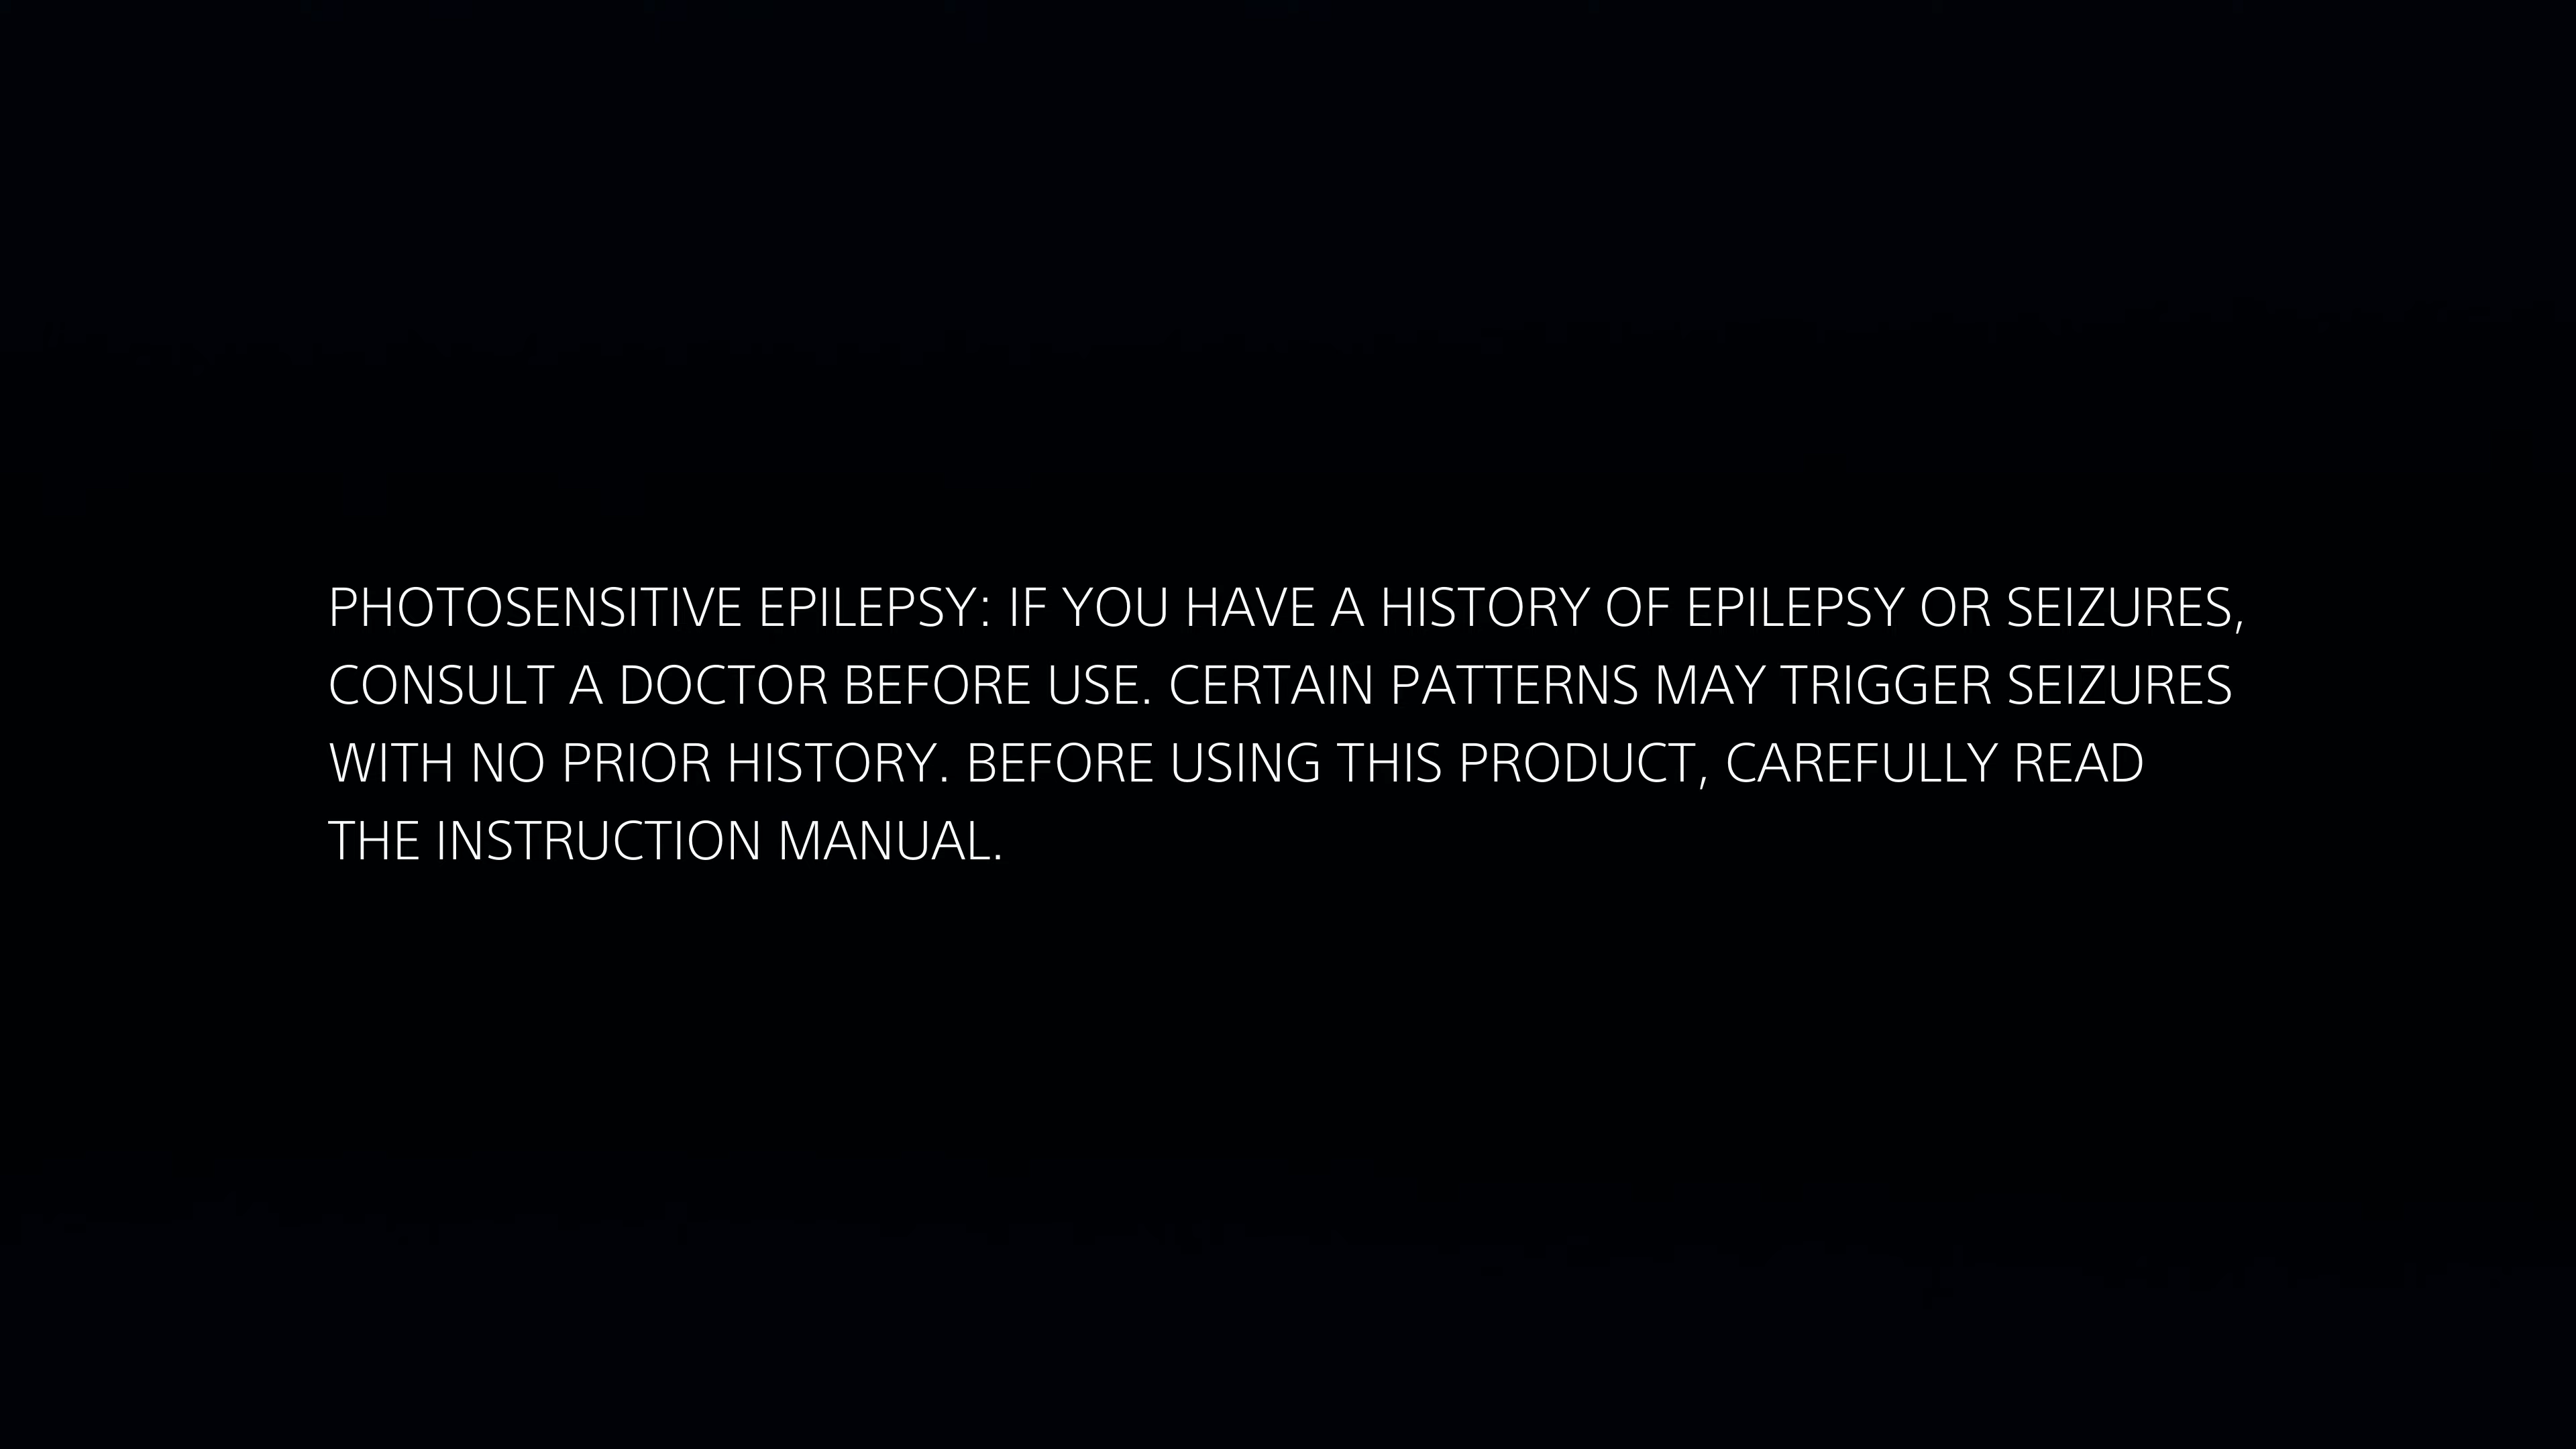 PHOTOSENSITIVE EPILEPSY: IF YOU HAVE A HISTORY OF EPILEPSY OR SEIZURES,
CONSULT A DOCTOR BEFORE USE. CERTAIN PATTERNS MAY TRIGGER SEIZURES
WITH NO PRIOR HISTORY. BEFORE USING THIS PRODUCT, CAREFULLY READ
THE INSTRUCTION MANUAL.